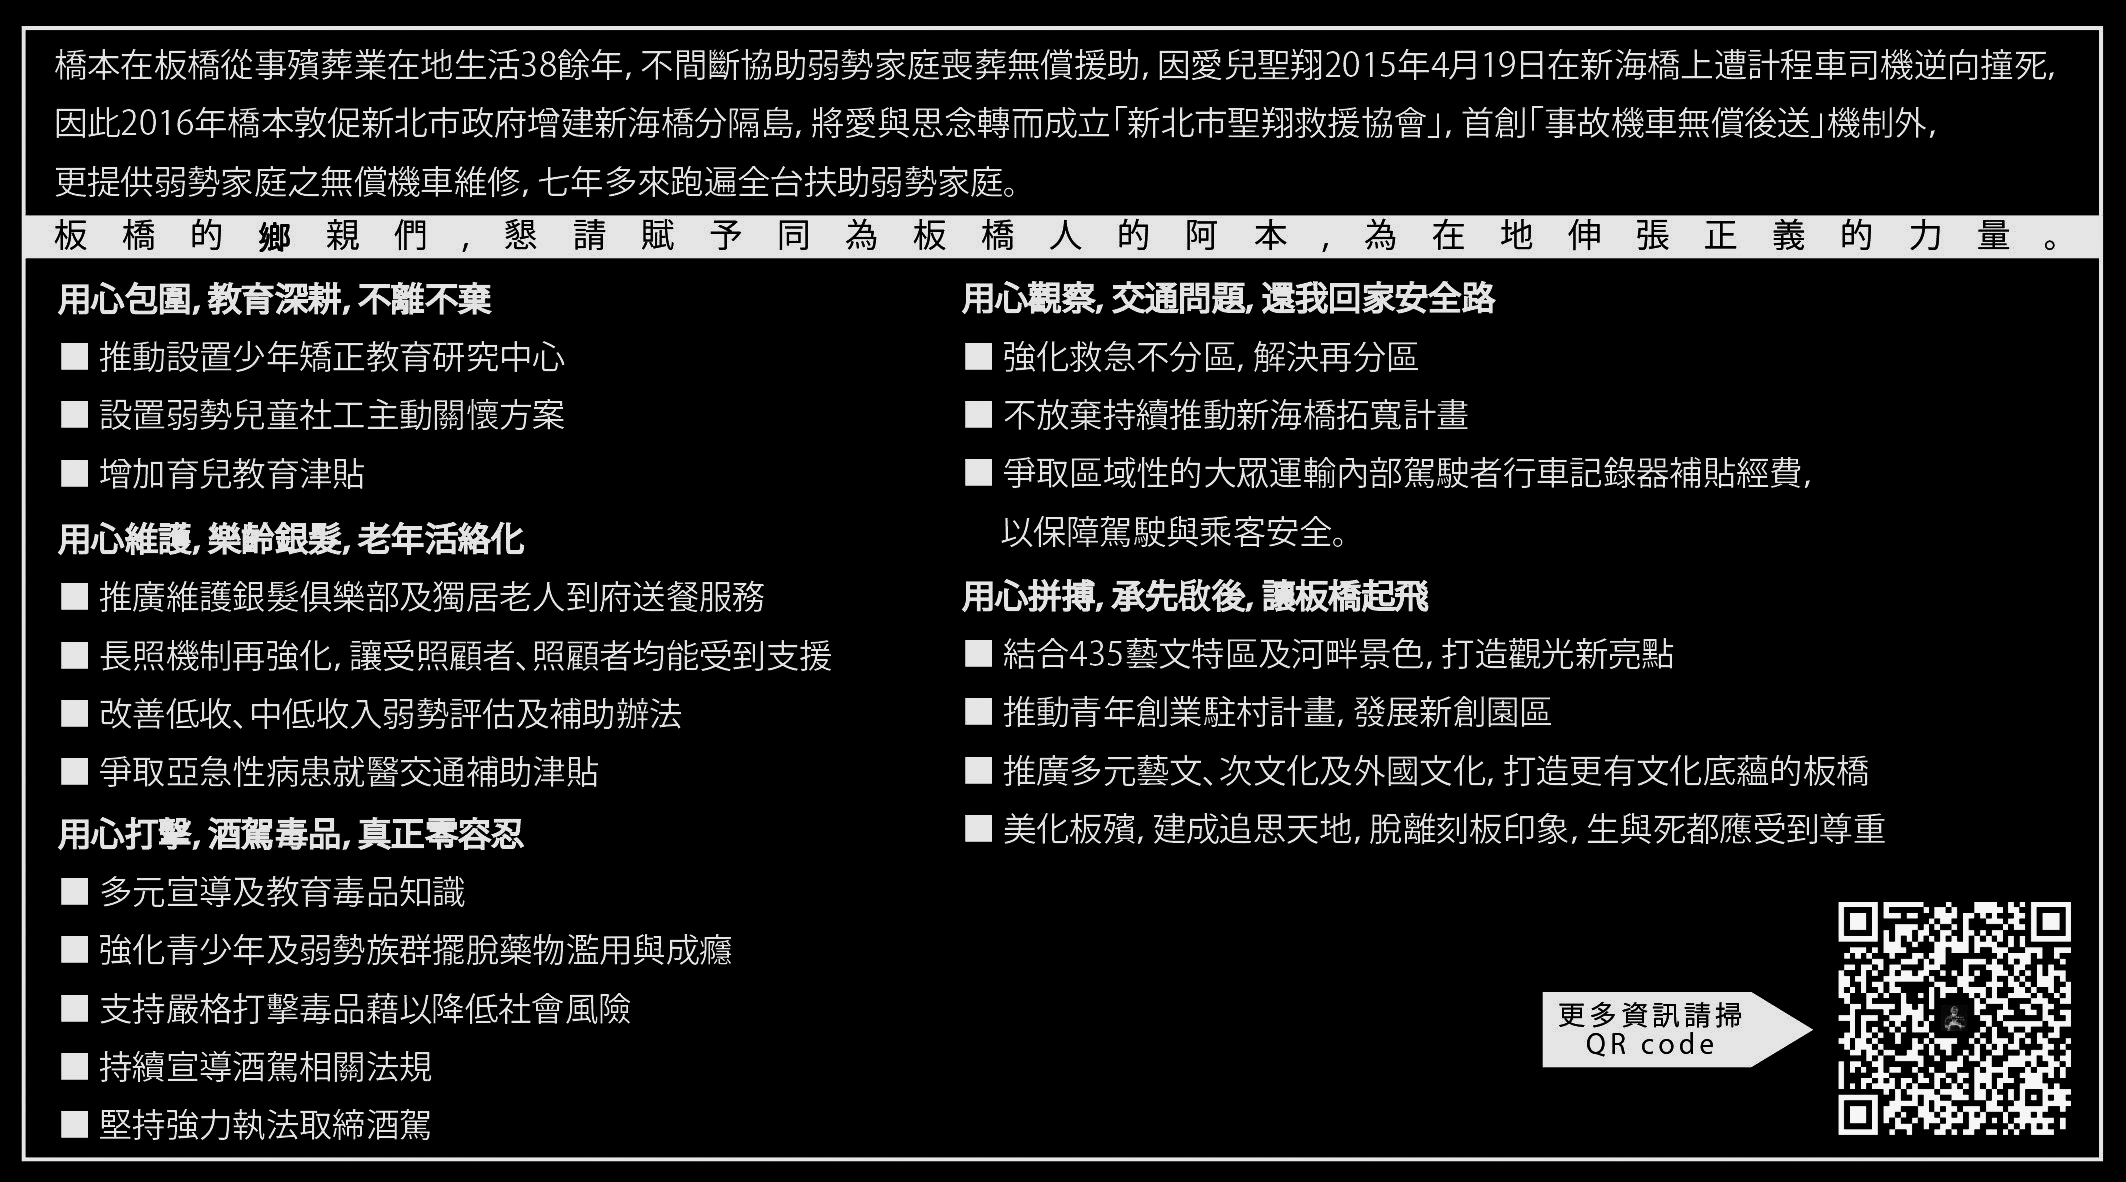 橋本在板橋從事殯葬業在地生活38餘年,不間斷協助弱勢家庭喪葬無償援助,因愛兒聖翔2015年4月19日在新海橋上遭計程車司機逆向撞死,
因此2016年橋本敦促新北市政府增建新海橋分隔島,將愛與思念轉而成立「新北市聖翔救援協會」,首創「事故機車無償後送」機制外,
更提供弱勢家庭之無償機車維修,七年多來跑遍全台扶助弱勢家庭。
板橋的鄉親們,懇請賦予同為板橋人的阿本,為在地伸張正義的力量。
用心包圍,教育深耕,不離不棄
■ 推動設置少年矯正教育研究中心
■ 設置弱勢兒童社工主動關懷方案
■ 增加育兒教育津貼
用心維護,樂齡銀髮,老年活絡化
■ 推廣維護銀髮俱樂部及獨居老人到府送餐服務
■ 長照機制再強化,讓受照顧者、照顧者均能受到支援
■ 改善低收、中低收入弱勢評估及補助辦法
■ 爭取亞急性病患就醫交通補助津貼
用心打擊,酒駕毒品,真正零容忍
■ 多元宣導及教育毒品知識
■ 強化青少年及弱勢族群擺脫藥物濫用與成癮
■ 支持嚴格打擊毒品藉以降低社會風險
■ 持續宣導酒駕相關法規
■ 堅持強力執法取締酒駕
用心觀察,交通問題,還我回家安全路
■ 強化救急不分區,解決再分區
■ 不放棄持續推動新海橋拓寬計畫
■ 爭取區域性的大眾運輸內部駕駛者行車記錄器補貼經費,
以保障駕駛與乘客安全。
用心拼搏,承先啟後,讓板橋起飛
■ 結合435藝文特區及河畔景色,打造觀光新亮點
■ 推動青年創業駐村計畫,發展新創園區
■ 推廣多元藝文、次文化及外國文化,打造更有文化底蘊的板橋
■ 美化板殯,建成追思天地,脫離刻板印象,生與死都應受到尊重
更多資訊請掃
QR code